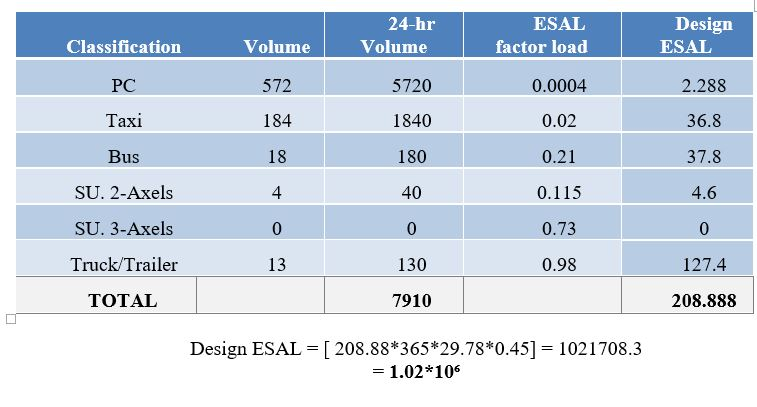 Classification Volume 24-hr Volume ESAL factor load Design ESAL
PC 572 5720 0.0004 2.288
Taxi 184 1840 0.02 36.8
Bus 18 180 0.21 37.8
SU. 2-Axels 4 40 0.115 4.6
SU. 3-Axels 0 0 0.73 0
Truck/Trailer 13 130 0.98 127.4
TOTAL 7910 208.888
Design ESAL = [ 208.88*365*29.78*0.45] = 1021708.3
= 1.02*10⁶